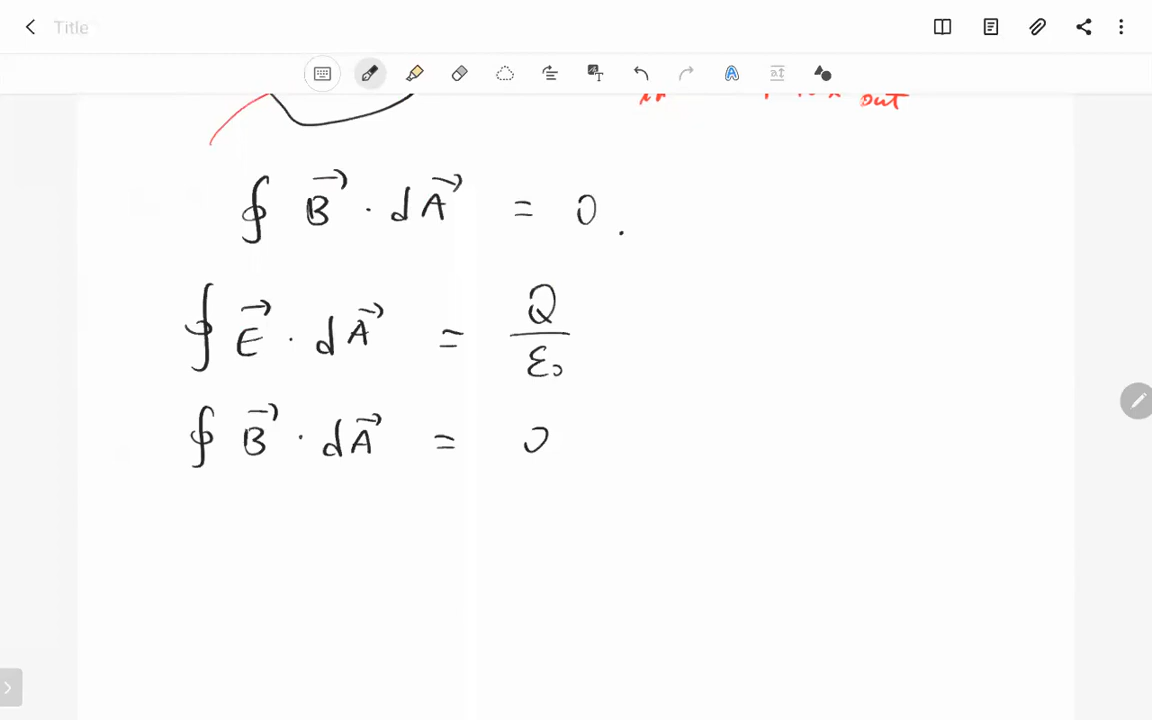 Title
out
∮ B⃗ · dA⃗ = 0.
∮ E⃗ · dA⃗ = Q/ε₀
∮ B⃗ · dA⃗ = 0